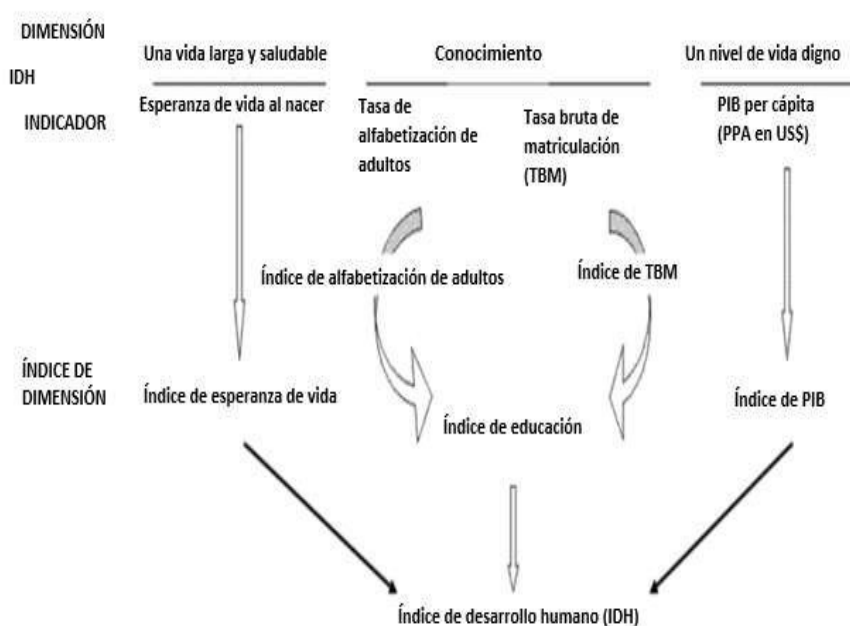 DIMENSIÓN
Una vida larga y saludable
Conocimiento
Un nivel de vida digno
IDH
INDICADOR
Esperanza de vida al nacer
Tasa de
alfabetización de
adultos
Tasa bruta de
matriculación
(TBM)
PIB per cápita
(PPA en US$)
Índice de alfabetización de adultos
Índice de TBM
ÍNDICE DE
DIMENSIÓN
Índice de esperanza de vida
Índice de educación
Índice de PIB
Índice de desarrollo humano (IDH)